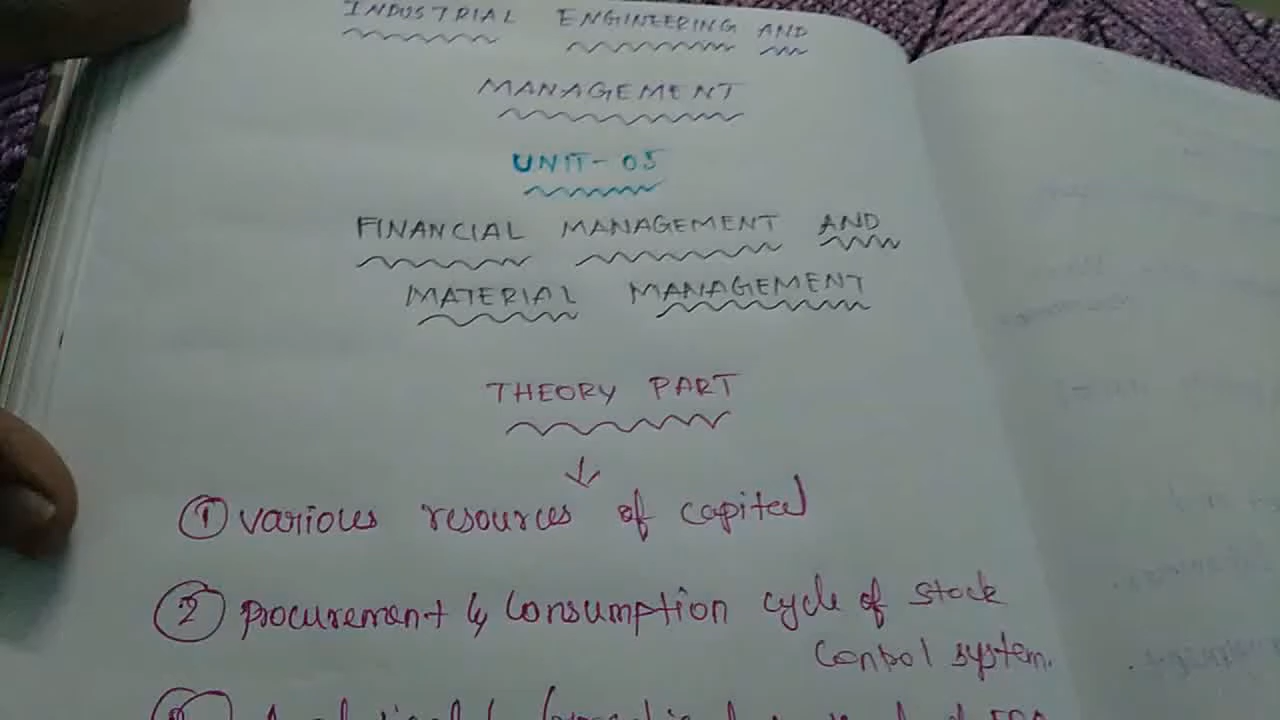 INDUSTRIAL ENGINEERING AND
MANAGEMENT
UNIT-05
FINANCIAL MANAGEMENT AND
MATERIAL MANAGEMENT
THEORY PART
① various resources of capital
② procurement & consumption cycle of stock
control system.